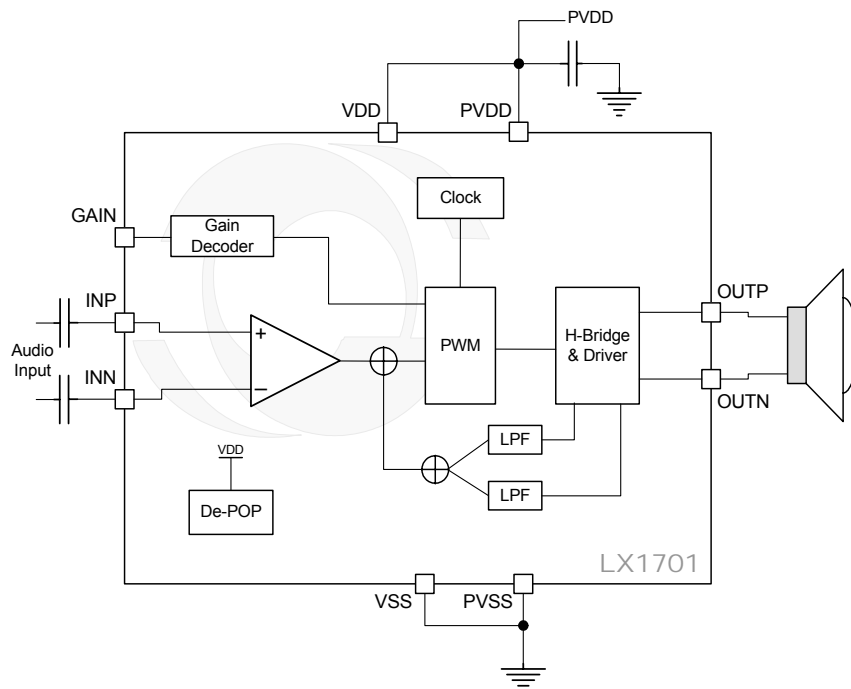 PVDD
VDD
PVDD
Clock
GAIN
Gain
Decoder
INP
OUTP
+
PWM
H-Bridge
& Driver
Audio
Input
INN
−
OUTN
LPF
VDD
LPF
De-POP
LX1701
VSS
PVSS